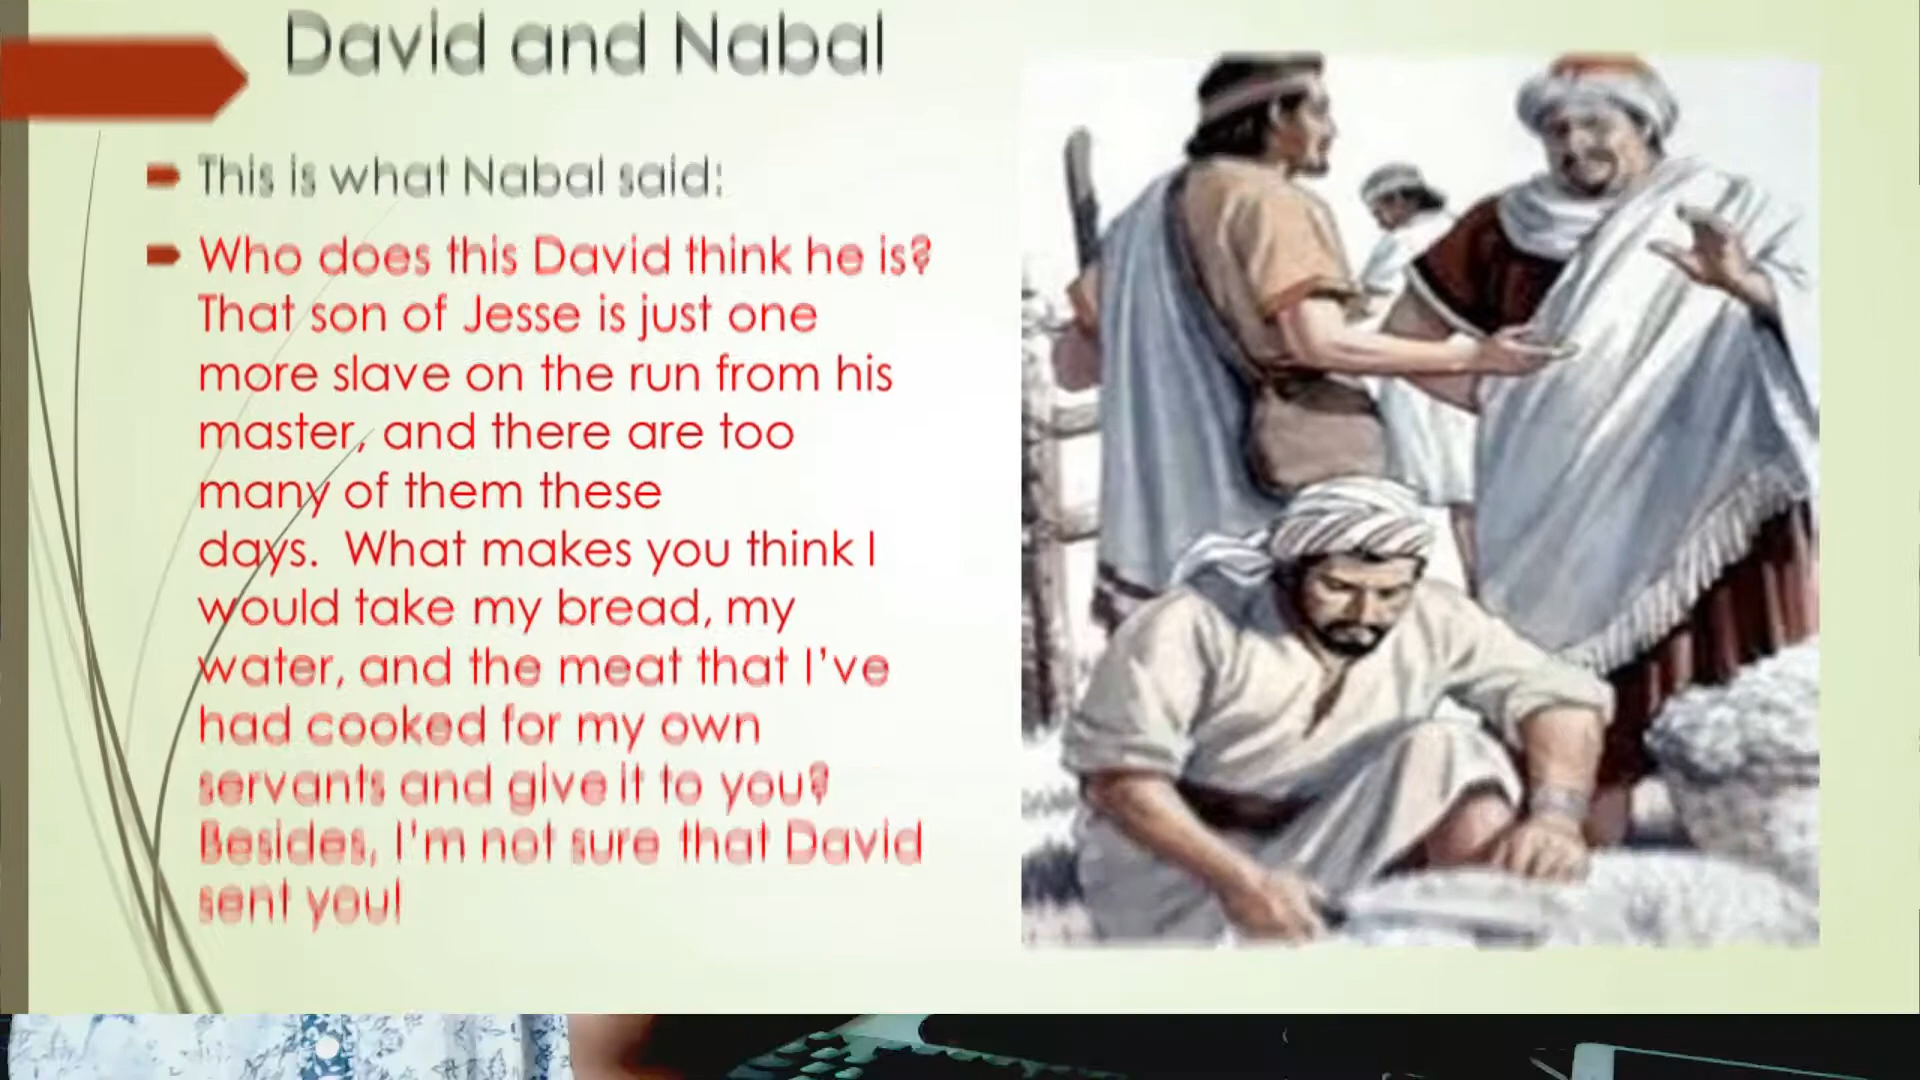 David and Nabal
This is what Nabal said:
Who does this David think he is?
That son of Jesse is just one
more slave on the run from his
master, and there are too
many of them these
days.  What makes you think I
would take my bread, my
water, and the meat that I've
had cooked for my own
servants and give it to you?
Besides, I'm not sure that David
sent you!